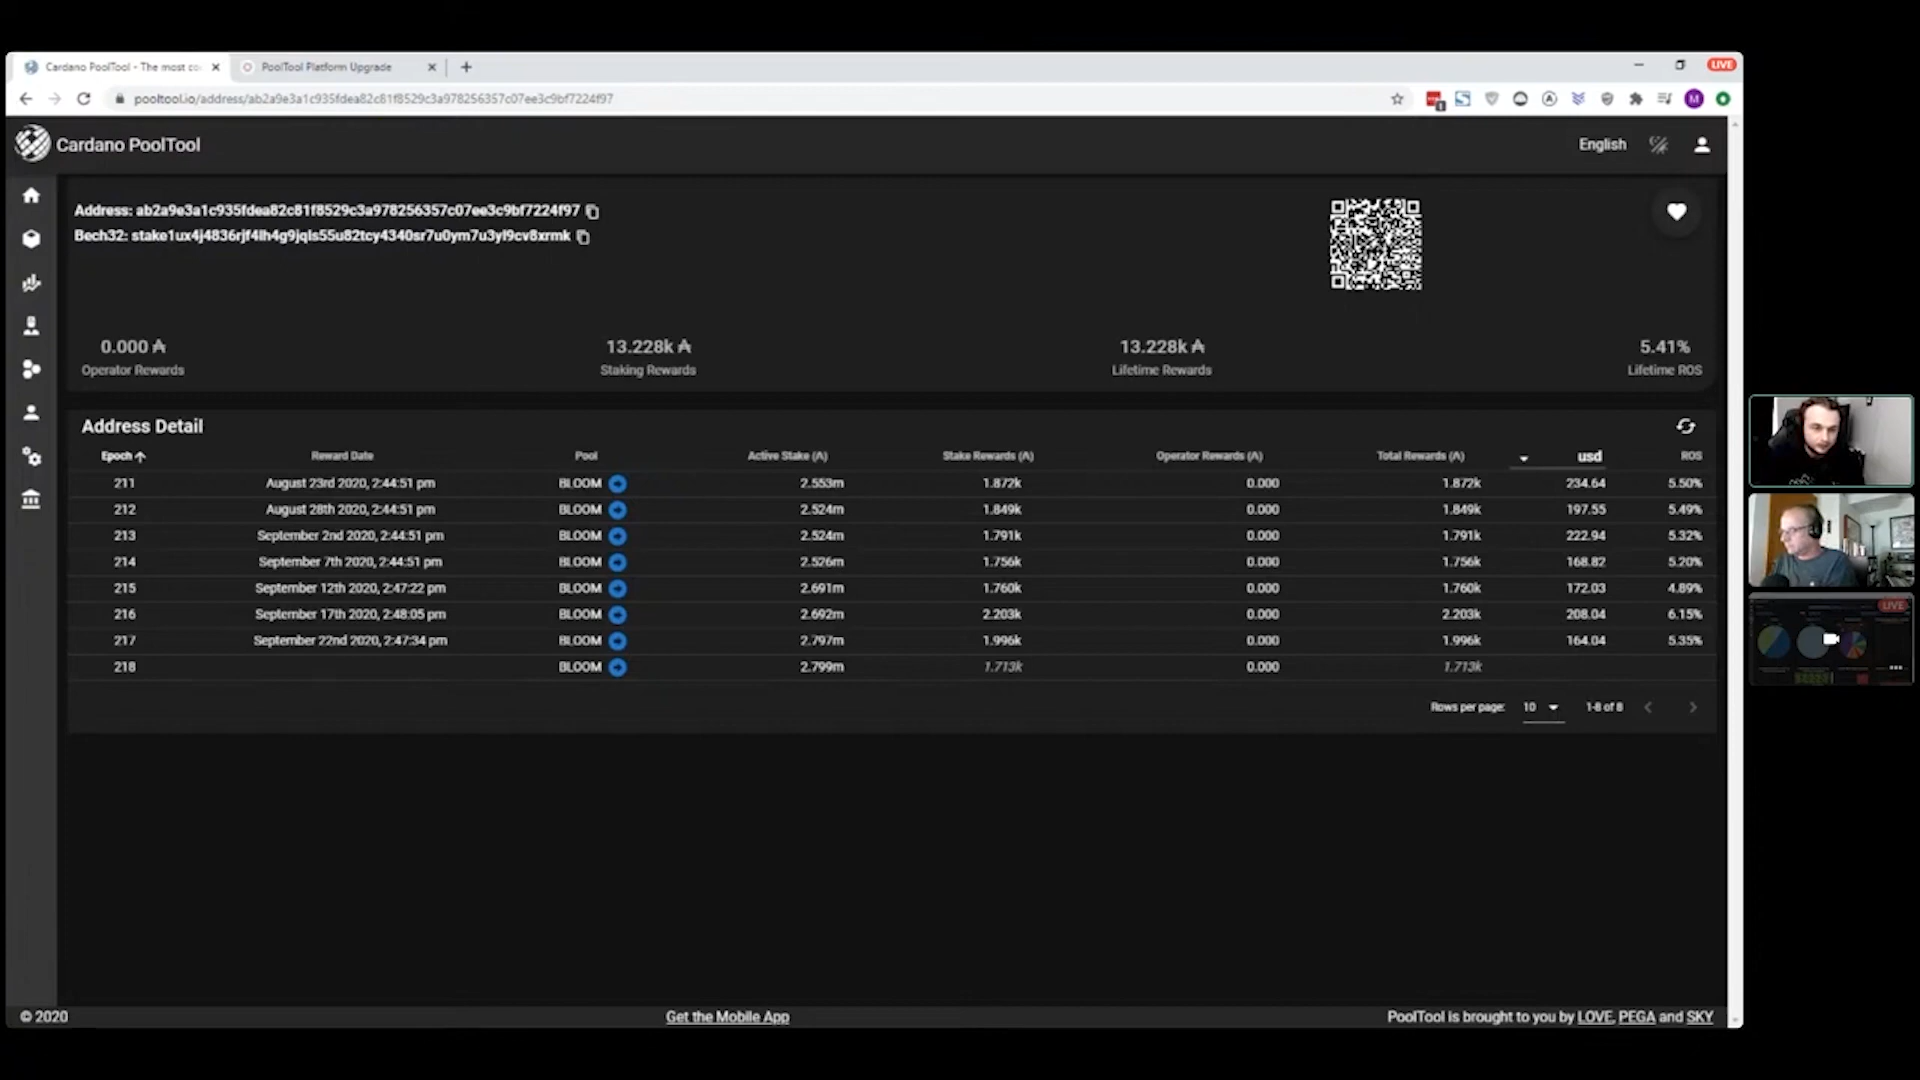 Cardano PoolTool - The most co
PoolTool Platform Upgrade
LIVE
pooltool.io/address/ab2a9e3a1c935fdea82c81f8529c3a978256357c07ee3c9bf7224f97
M
Cardano PoolTool
English
Address: ab2a9e3a1c935fdea82c81f8529c3a978256357c07ee3c9bf7224f97
Bech32: stake1ux4j4836rjf4lh4g9jqls55u82tcy4340sr7u0ym7u3yl9cv8xrmk
0.000 ₳ 13.228k ₳ 13.228k ₳ 5.41%
Operator Rewards Staking Rewards Lifetime Rewards Lifetime ROS
Address Detail
Epoch Reward Date Pool Active Stake (₳) Stake Rewards (₳) Operator Rewards (₳) Total Rewards (₳) usd ROS
211 August 23rd 2020, 2:44:51 pm BLOOM 2.553m 1.872k 0.000 1.872k 234.64 5.50%
212 August 28th 2020, 2:44:51 pm BLOOM 2.524m 1.849k 0.000 1.849k 197.55 5.49%
213 September 2nd 2020, 2:44:51 pm BLOOM 2.524m 1.791k 0.000 1.791k 222.94 5.32%
214 September 7th 2020, 2:44:51 pm BLOOM 2.526m 1.756k 0.000 1.756k 168.82 5.20%
215 September 12th 2020, 2:47:22 pm BLOOM 2.691m 1.760k 0.000 1.760k 172.03 4.89%
216 September 17th 2020, 2:48:05 pm BLOOM 2.692m 2.203k 0.000 2.203k 208.04 6.15%
217 September 22nd 2020, 2:47:34 pm BLOOM 2.797m 1.996k 0.000 1.996k 164.04 5.35%
218 BLOOM 2.799m 1.713k 0.000 1.713k
Rows per page: 10 1-8 of 8
LIVE
© 2020
Get the Mobile App
PoolTool is brought to you by LOVE, PEGA and SKY